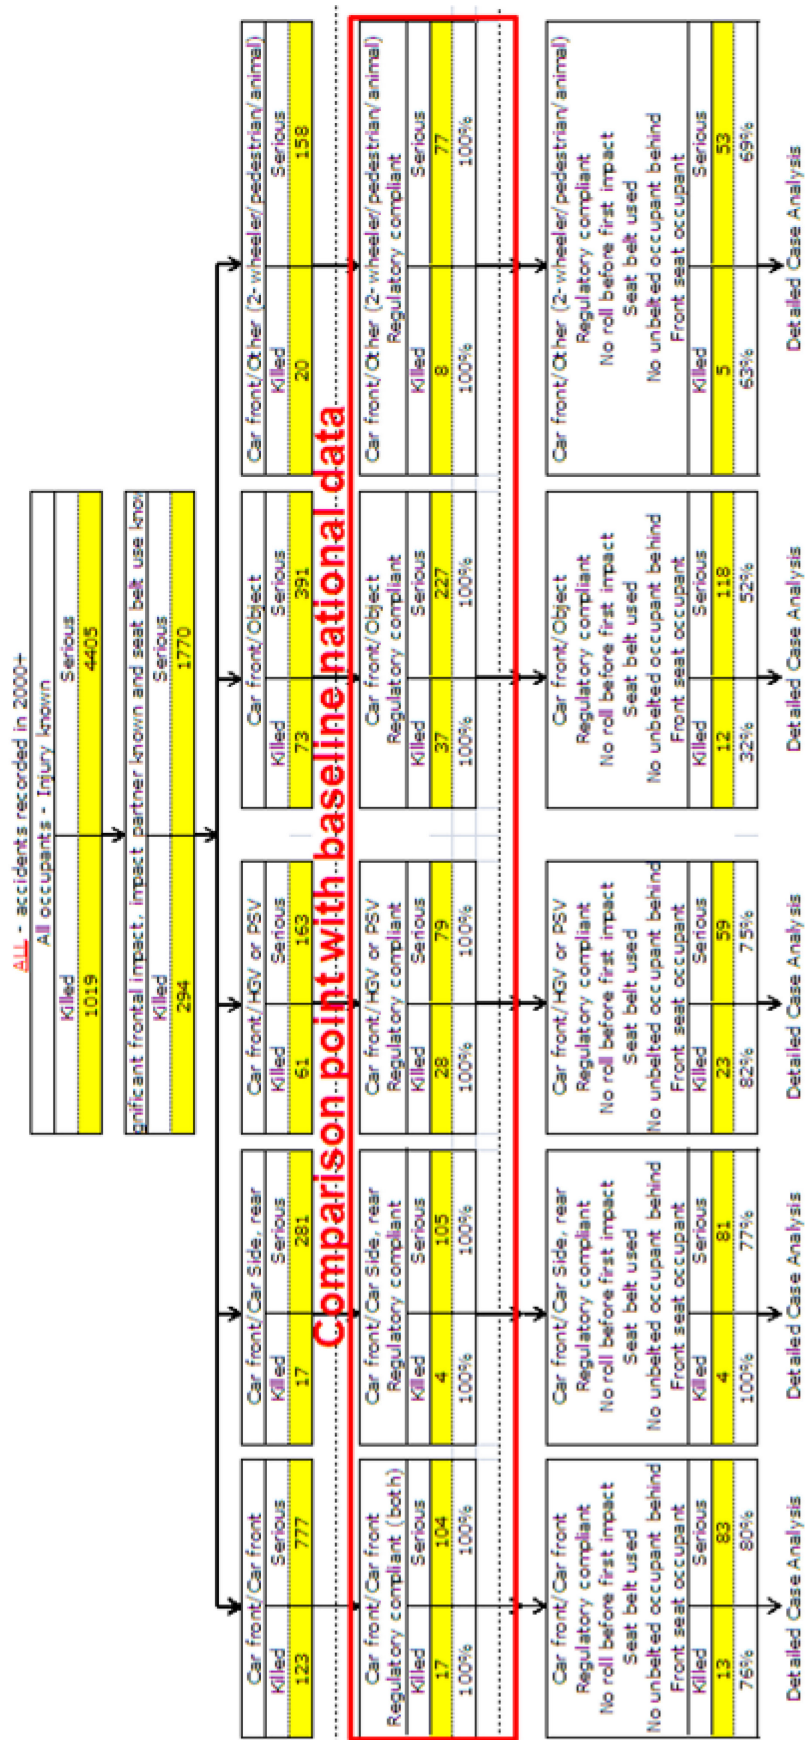 ALL - accidents recorded in 2000+
All occupants - Injury known
Killed Serious
1019 4405
gnificant frontal impact, impact partner known and seat belt use know
Killed Serious
294 1770
Car front/Car front
Killed Serious
123 777
Car front/Car Side, rear
Killed Serious
17 281
Car front/HGV or PSV
Killed Serious
61 163
Car front/Object
Killed Serious
73 391
Car front/Other (2-wheeler/pedestrian/animal)
Killed Serious
20 158
Comparison point with baseline national data
Car front/Car front
Regulatory compliant (both)
Killed Serious
17 104
100% 100%
Car front/Car Side, rear
Regulatory compliant
Killed Serious
4 105
100% 100%
Car front/HGV or PSV
Regulatory compliant
Killed Serious
28 79
100% 100%
Car front/Object
Regulatory compliant
Killed Serious
37 227
100% 100%
Car front/Other (2-wheeler/pedestrian/animal)
Regulatory compliant
Killed Serious
8 77
100% 100%
Car front/Car front
Regulatory compliant
No roll before first impact
Seat belt used
No unbelted occupant behind
Front seat occupant
Killed Serious
13 83
76% 80%
Detailed Case Analysis
Car front/Car Side, rear
Regulatory compliant
No roll before first impact
Seat belt used
No unbelted occupant behind
Front seat occupant
Killed Serious
4 81
100% 77%
Detailed Case Analysis
Car front/HGV or PSV
Regulatory compliant
No roll before first impact
Seat belt used
No unbelted occupant behind
Front seat occupant
Killed Serious
23 59
82% 75%
Detailed Case Analysis
Car front/Object
Regulatory compliant
No roll before first impact
Seat belt used
No unbelted occupant behind
Front seat occupant
Killed Serious
12 118
32% 52%
Detailed Case Analysis
Car front/Other (2-wheeler/pedestrian/animal)
Regulatory compliant
No roll before first impact
Seat belt used
No unbelted occupant behind
Front seat occupant
Killed Serious
5 53
63% 69%
Detailed Case Analysis